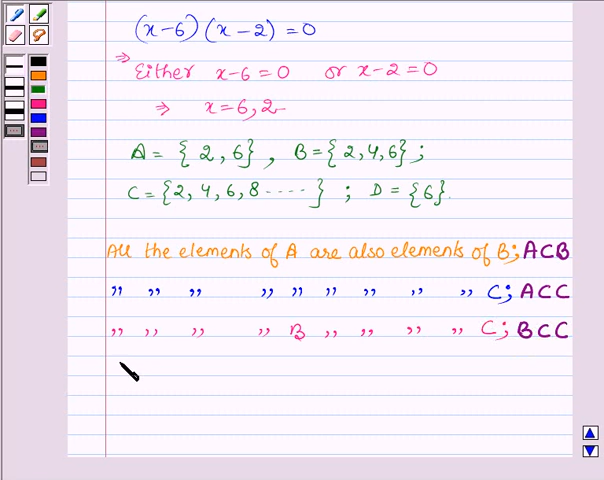 (x-6) (x-2) = 0
⇒ Either x-6=0 or x-2=0
⇒ x=6,2
A = { 2, 6} , B={2,4,6} ;
C={2, 4, 6, 8 ..... } ; D = {6}.
All the elements of A are also elements of B; A⊂B
,, ,, ,, ,, ,, ,, ,, ,, ,, C; A⊂C
,, ,, ,, ,, B ,, ,, ,, ,, C; B⊂C